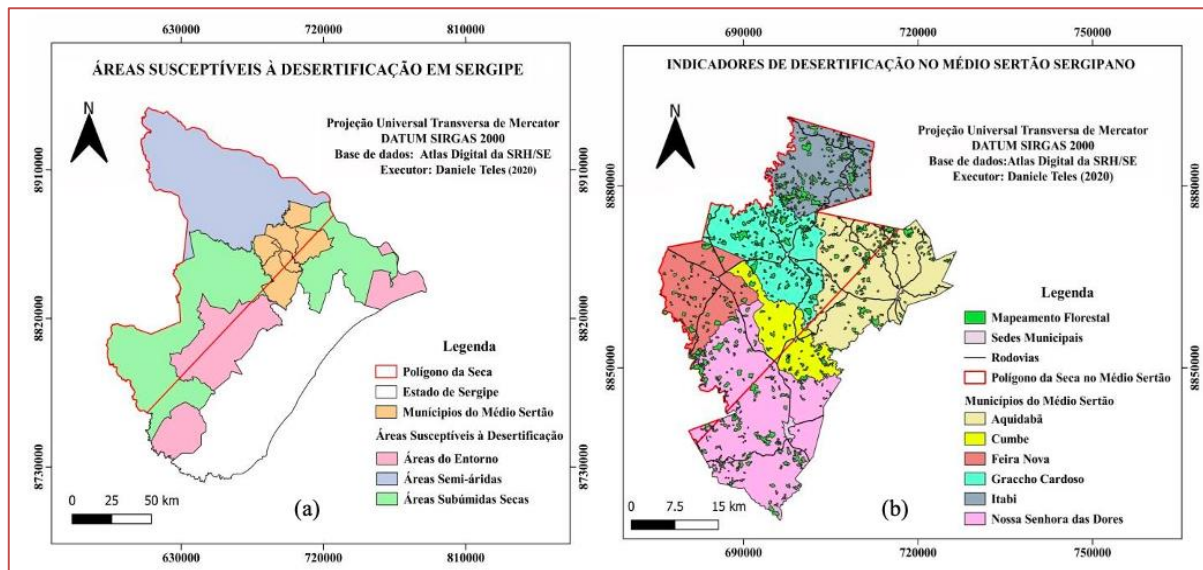 630000 720000 810000
ÁREAS SUSCEPTÍVEIS À DESERTIFICAÇÃO EM SERGIPE
N
Projeção Universal Transversa de Mercator
DATUM SIRGAS 2000
Base de dados: Atlas Digital da SRH/SE
Executor: Daniele Teles (2020)
8910000
8910000
8820000
8820000
8730000
8730000
Legenda
Polígono da Seca
Estado de Sergipe
Munícipios do Médio Sertão
Áreas Susceptíveis à Desertificação
Áreas do Entorno
Áreas Semi-áridas
Áreas Subúmidas Secas
0 25 50 km
(a)
630000 720000 810000
690000 720000 750000
INDICADORES DE DESERTIFICAÇÃO NO MÉDIO SERTÃO SERGIPANO
N
Projeção Universal Transversa de Mercator
DATUM SIRGAS 2000
Base de dados:Atlas Digital da SRH/SE
Executor: Daniele Teles (2020)
8880000
8880000
8850000
8850000
Legenda
Mapeamento Florestal
Sedes Municipais
Rodovias
Polígono da Seca no Médio Sertão
Municípios do Médio Sertão
Aquidabã
Cumbe
Feira Nova
Graccho Cardoso
Itabi
Nossa Senhora das Dores
0 7.5 15 km
(b)
690000 720000 750000